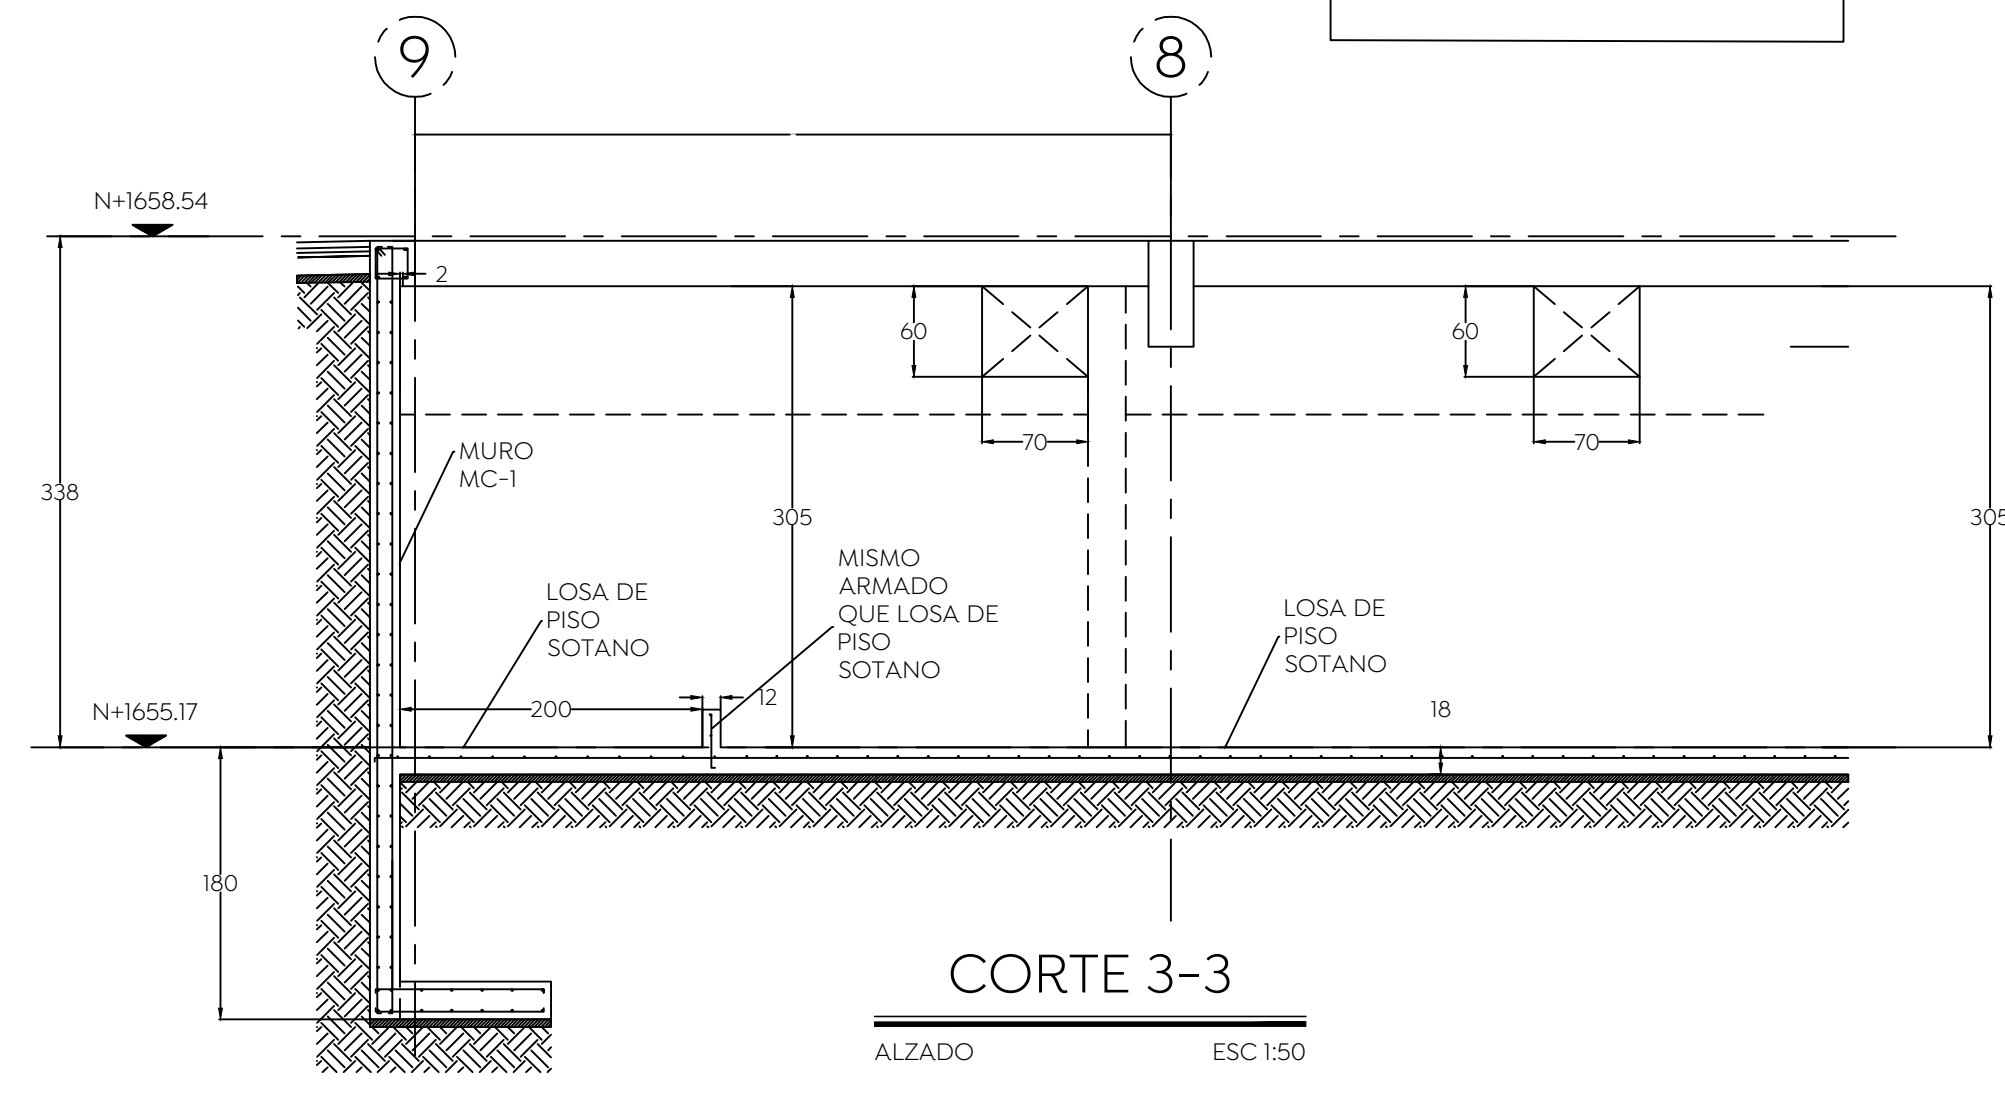 9
8
N+1658.54
2
60
60
70
70
MURO
MC-1
338
305
305
MISMO
ARMADO
QUE LOSA DE
PISO
SOTANO
LOSA DE
PISO
SOTANO
LOSA DE
PISO
SOTANO
12
200
N+1655.17
18
180
CORTE 3-3
ALZADO ESC 1:50